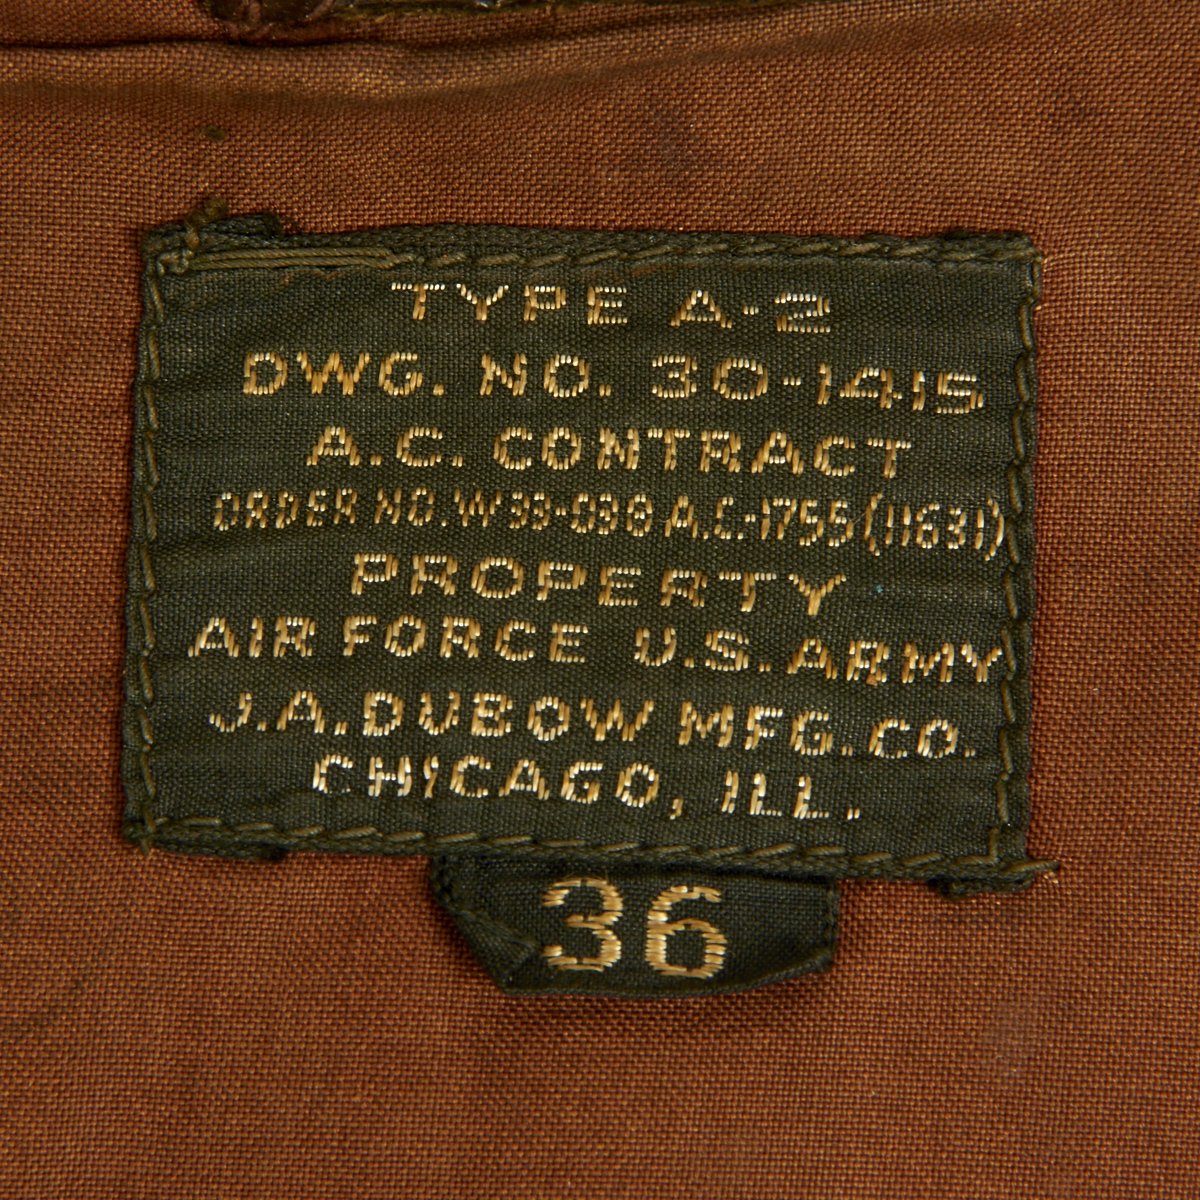 TYPE A-2
DWG. NO. 30-1415
A.C. CONTRACT
ORDER NO. W 33-038 A.C.-1755 (11631)
PROPERTY
AIR FORCE U.S. ARMY
J.A. DUBOW MFG. CO.
CHICAGO, ILL.
36